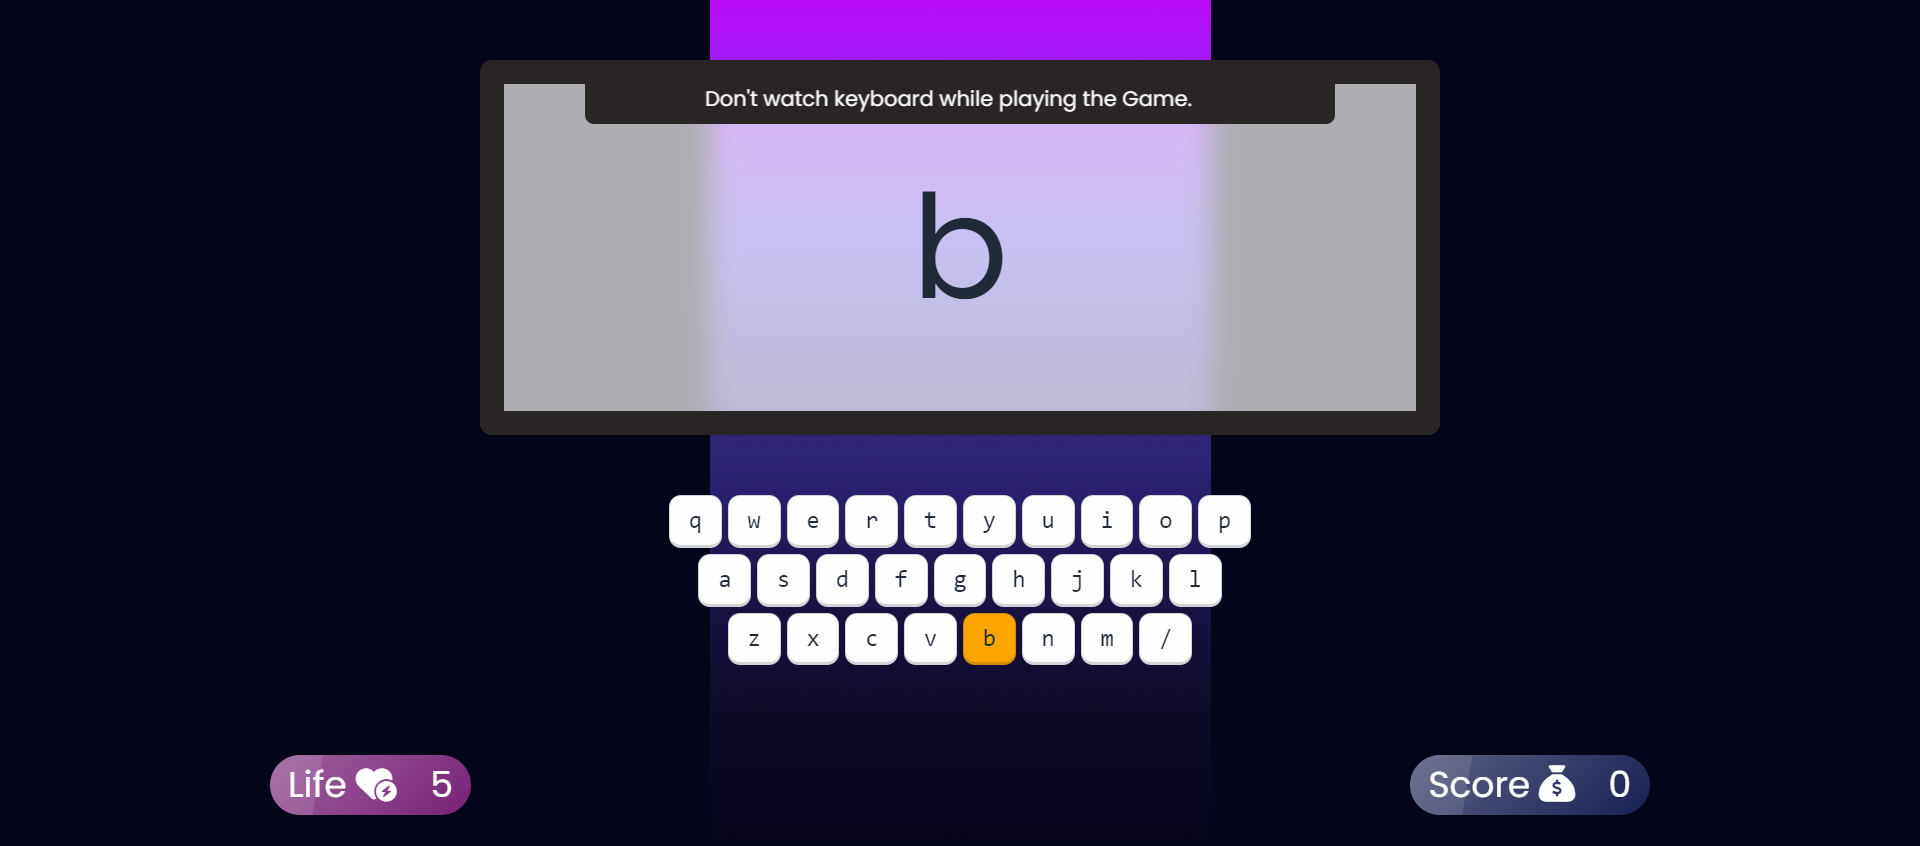 Don't watch keyboard while playing the Game.
b
q w e r t y u i o p
a s d f g h j k l
z x c v b n m /
Life 5
Score $ 0